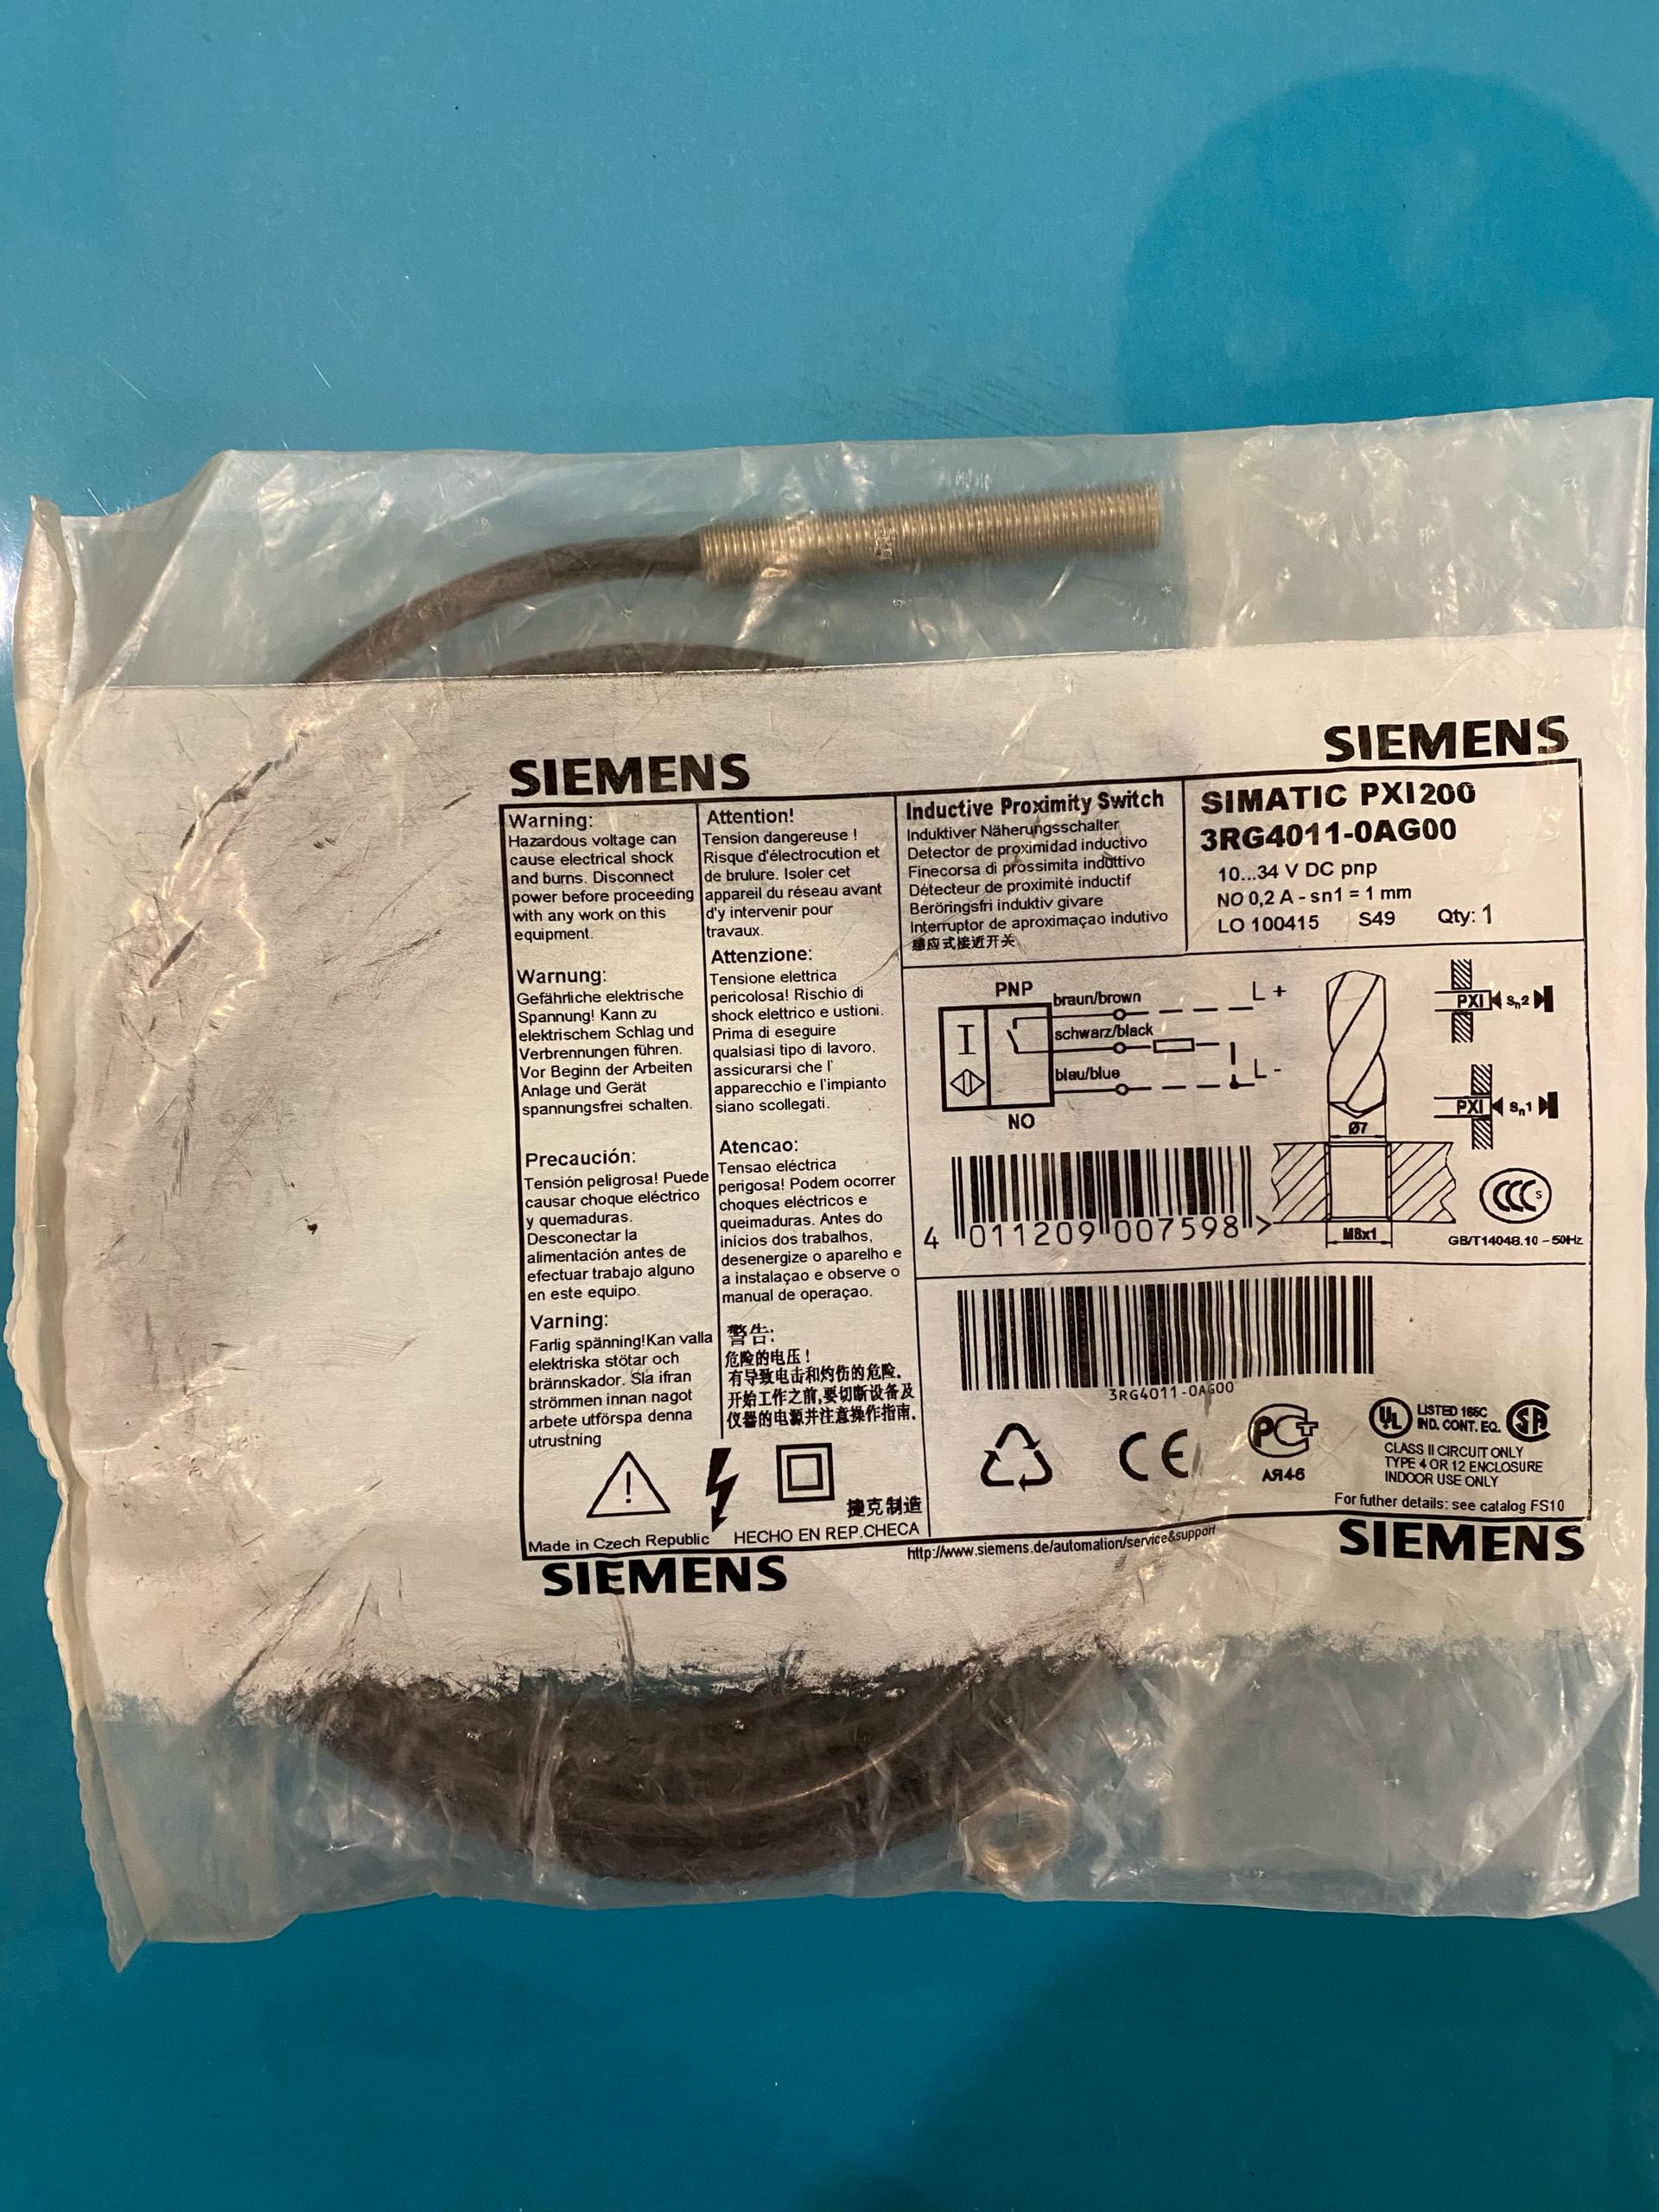 SIEMENS
SIEMENS
Warning:
Hazardous voltage can
cause electrical shock
and burns. Disconnect
power before proceeding
with any work on this
equipment.
Warnung:
Gefährliche elektrische
Spannung! Kann zu
elektrischem Schlag und
Verbrennungen führen.
Vor Beginn der Arbeiten
Anlage und Gerät
spannungsfrei schalten.
Precaución:
Tensión peligrosa! Puede
causar choque eléctrico
y quemaduras.
Desconectar la
alimentación antes de
efectuar trabajo alguno
en este equipo.
Varning:
Farlig spänning!Kan valla
elektriska stötar och
brännskador. Sla ifran
strömmen innan nagot
arbete utförspa denna
utrustning
Attention!
Tension dangereuse !
Risque d'électrocution et
de brulure. Isoler cet
appareil du réseau avant
d'y intervenir pour
travaux.
Attenzione:
Tensione elettrica
pericolosa! Rischio di
shock elettrico e ustioni.
Prima di eseguire
qualsiasi tipo di lavoro,
assicurarsi che l'
apparecchio e l'impianto
siano scollegati.
Atencao:
Tensao eléctrica
perigosa! Podem ocorrer
choques eléctricos e
queimaduras. Antes do
inícios dos trabalhos,
desenergize o aparelho e
a instalaçao e observe o
manual de operaçao.
警告:
危险的电压!
有导致电击和灼伤的危险.
开始工作之前,要切断设备及
仪器的电源并注意操作指南.
捷克制造
Made in Czech Republic HECHO EN REP.CHECA
Inductive Proximity Switch
Induktiver Näherungsschalter
Detector de proximidad inductivo
Finecorsa di prossimita induttivo
Détecteur de proximité inductif
Beröringsfri induktiv givare
Interruptor de aproximaçao indutivo
感应式接近开关
SIMATIC PXI200
3RG4011-0AG00
10...34 V DC pnp
NO 0,2 A - sn1 = 1 mm
LO 100415 S49 Qty: 1
PNP
braun/brown L +
schwarz/black
blau/blue L -
NO
PXI sn2
PXI sn1
Ø7
M8x1
CCC S
GB/T14048.10 - 50Hz
4 011209 007598 >
3RG4011-0AG00
CE
PCT
АЯ46
UL LISTED 165C
IND. CONT. EQ. SA
CLASS II CIRCUIT ONLY
TYPE 4 OR 12 ENCLOSURE
INDOOR USE ONLY
For futher details: see catalog FS10
http://www.siemens.de/automation/service&support
SIEMENS
SIEMENS